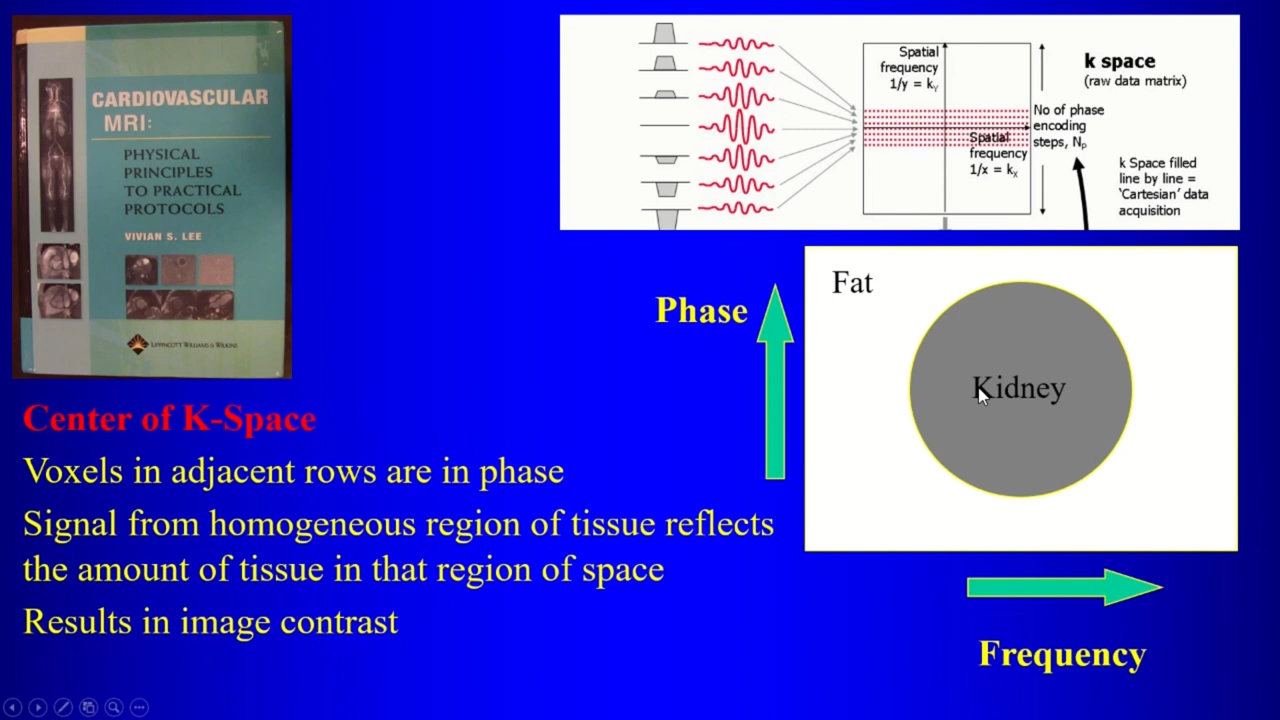 CARDIOVASCULAR
MRI:
PHYSICAL
PRINCIPLES
TO PRACTICAL
PROTOCOLS
VIVIAN S. LEE
LIPPINCOTT WILLIAMS & WILKINS
Spatial
frequency
1/y = kY
Spatial
frequency
1/x = kX
k space
(raw data matrix)
No of phase
encoding
steps, NP
k Space filled
line by line =
‘Cartesian’ data
acquisition
Phase
Fat
Kidney
Frequency
Center of K-Space
Voxels in adjacent rows are in phase
Signal from homogeneous region of tissue reflects
the amount of tissue in that region of space
Results in image contrast